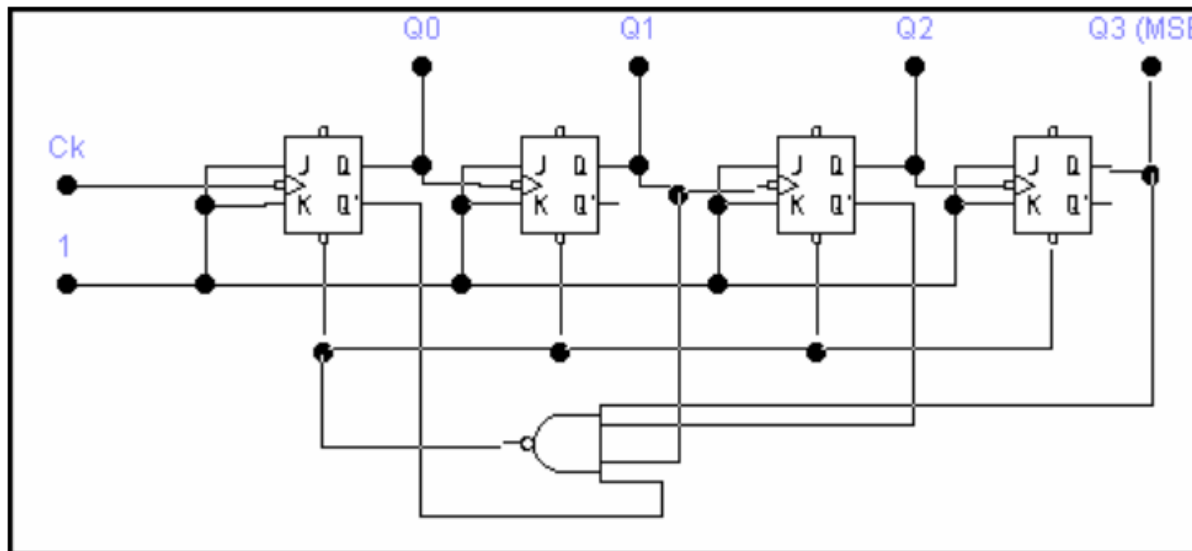 Q0 Q1 Q2 Q3 (MSB
Ck
J Q J Q J Q J Q
K Q' K Q' K Q' K Q'
1